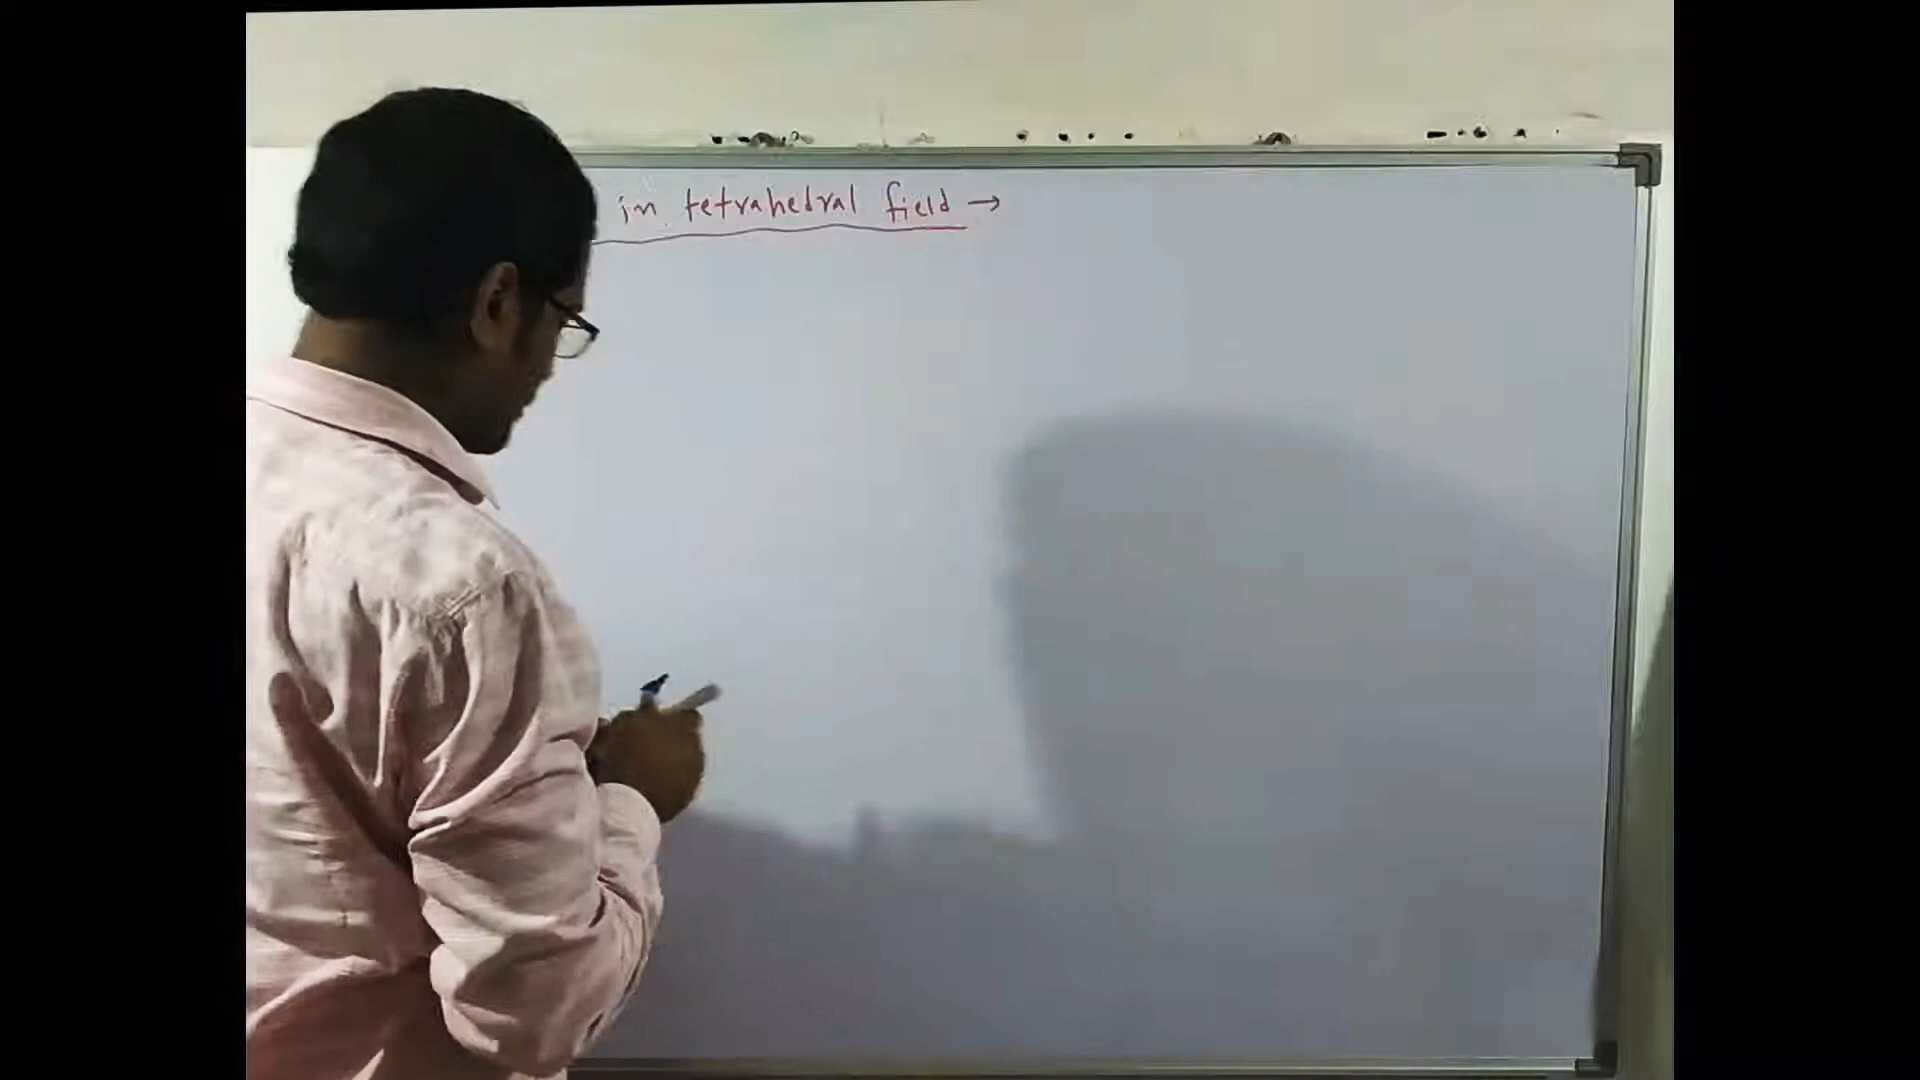 in tetrahedral field →